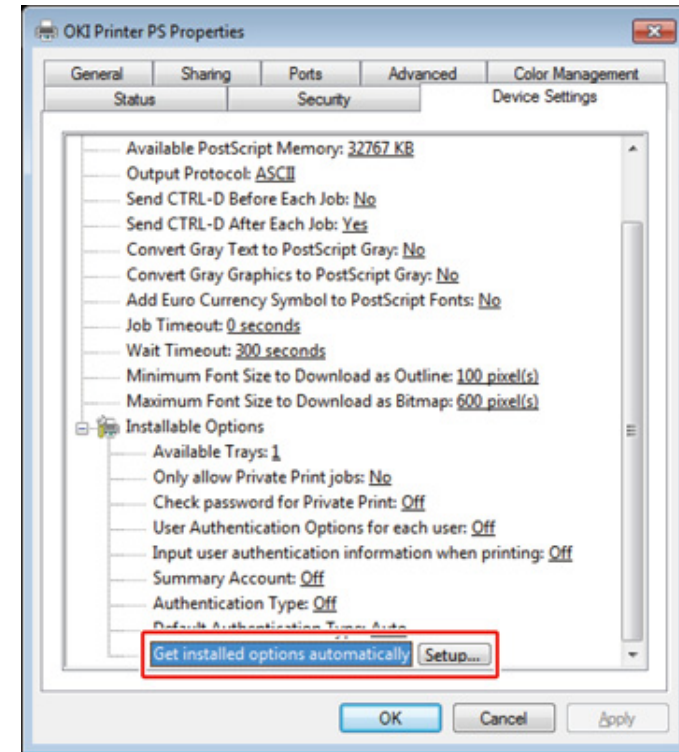 OKI Printer PS Properties
General Sharing Ports Advanced Color Management
Status Security Device Settings
Available PostScript Memory: 32767 KB
Output Protocol: ASCII
Send CTRL-D Before Each Job: No
Send CTRL-D After Each Job: Yes
Convert Gray Text to PostScript Gray: No
Convert Gray Graphics to PostScript Gray: No
Add Euro Currency Symbol to PostScript Fonts: No
Job Timeout: 0 seconds
Wait Timeout: 300 seconds
Minimum Font Size to Download as Outline: 100 pixel(s)
Maximum Font Size to Download as Bitmap: 600 pixel(s)
Installable Options
Available Trays: 1
Only allow Private Print jobs: No
Check password for Private Print: Off
User Authentication Options for each user: Off
Input user authentication information when printing: Off
Summary Account: Off
Authentication Type: Off
Default Authentication Type: Auto
Get installed options automatically Setup...
OK Cancel Apply